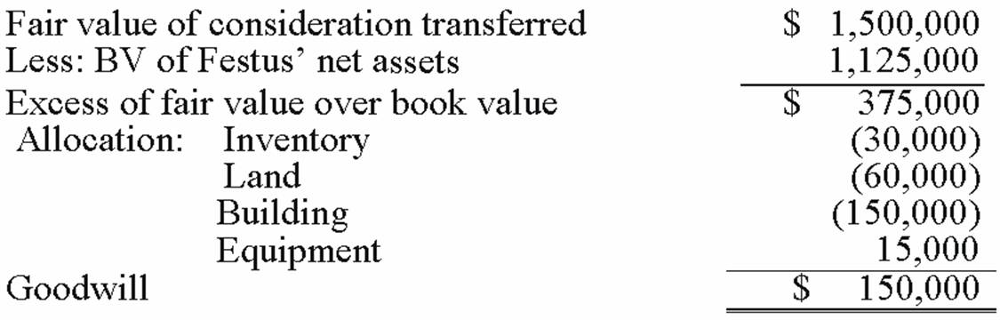 Fair value of consideration transferred $ 1,500,000
Less: BV of Festus’ net assets 1,125,000
Excess of fair value over book value $ 375,000
Allocation: Inventory (30,000)
Land (60,000)
Building (150,000)
Equipment 15,000
Goodwill $ 150,000